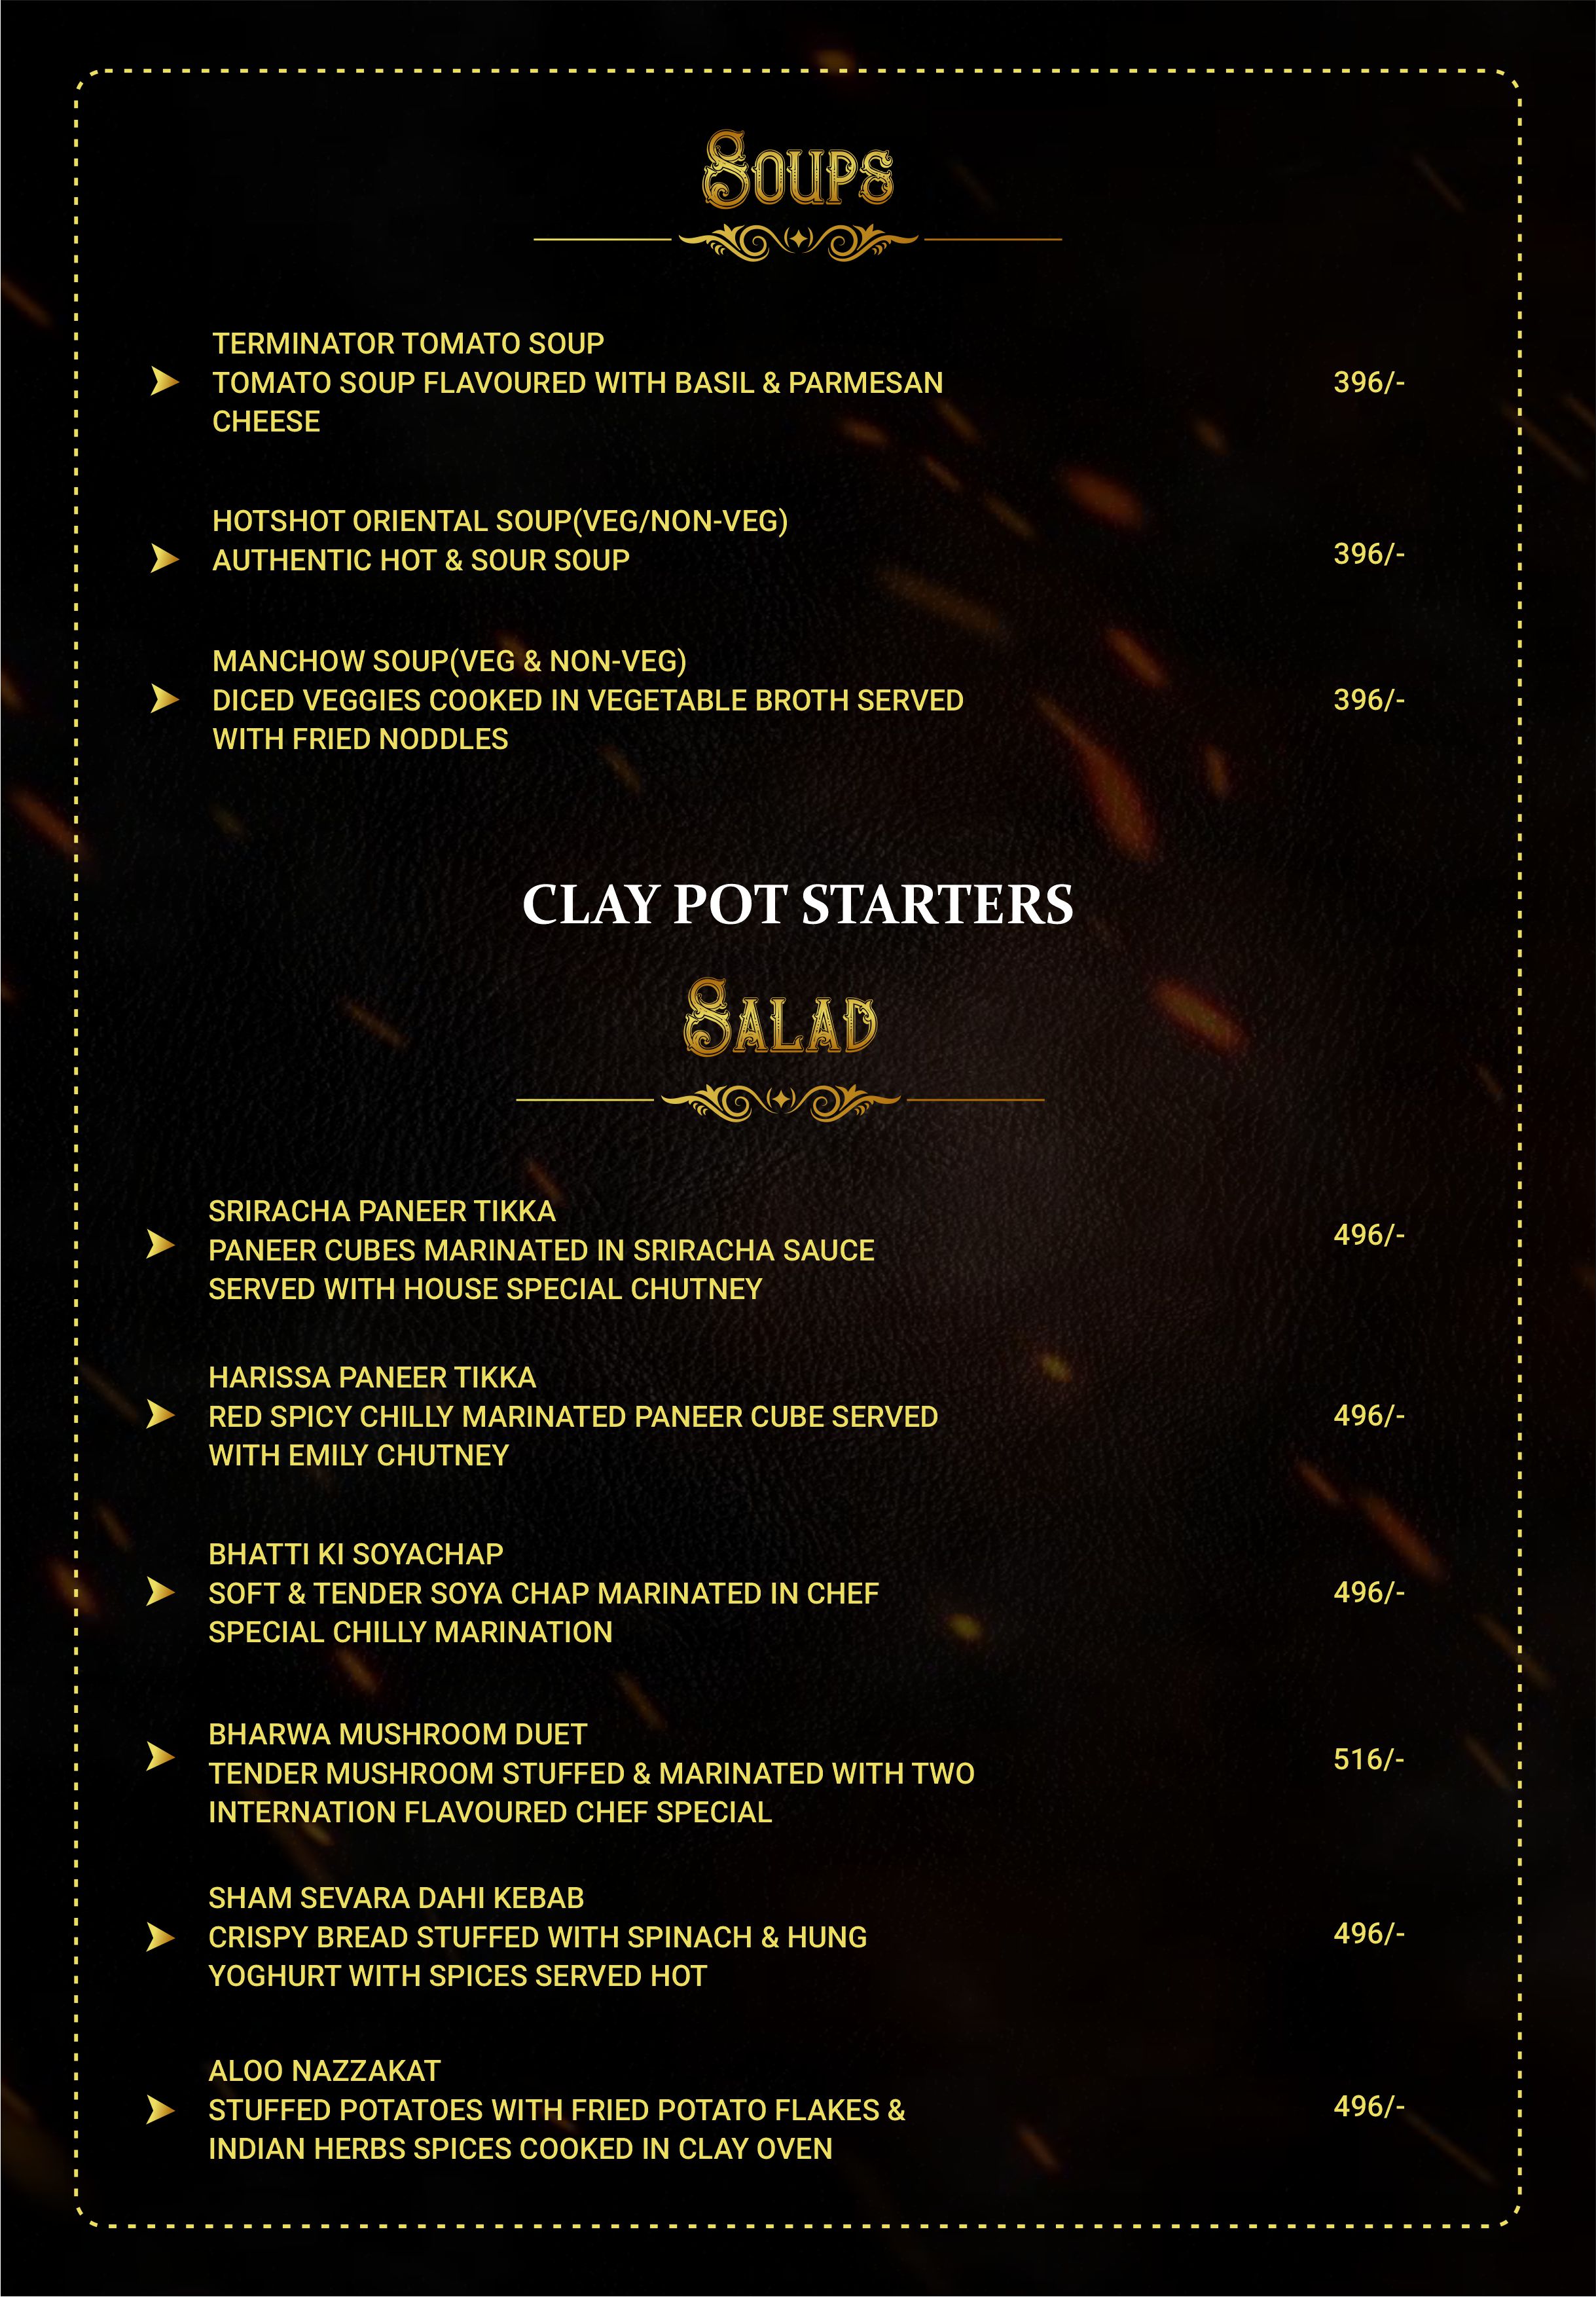 Soups
TERMINATOR TOMATO SOUP
TOMATO SOUP FLAVOURED WITH BASIL & PARMESAN
CHEESE
396/-
HOTSHOT ORIENTAL SOUP(VEG/NON-VEG)
AUTHENTIC HOT & SOUR SOUP
396/-
MANCHOW SOUP(VEG & NON-VEG)
DICED VEGGIES COOKED IN VEGETABLE BROTH SERVED
WITH FRIED NODDLES
396/-
CLAY POT STARTERS
Salad
SRIRACHA PANEER TIKKA
PANEER CUBES MARINATED IN SRIRACHA SAUCE
SERVED WITH HOUSE SPECIAL CHUTNEY
496/-
HARISSA PANEER TIKKA
RED SPICY CHILLY MARINATED PANEER CUBE SERVED
WITH EMILY CHUTNEY
496/-
BHATTI KI SOYACHAP
SOFT & TENDER SOYA CHAP MARINATED IN CHEF
SPECIAL CHILLY MARINATION
496/-
BHARWA MUSHROOM DUET
TENDER MUSHROOM STUFFED & MARINATED WITH TWO
INTERNATION FLAVOURED CHEF SPECIAL
516/-
SHAM SEVARA DAHI KEBAB
CRISPY BREAD STUFFED WITH SPINACH & HUNG
YOGHURT WITH SPICES SERVED HOT
496/-
ALOO NAZZAKAT
STUFFED POTATOES WITH FRIED POTATO FLAKES &
INDIAN HERBS SPICES COOKED IN CLAY OVEN
496/-